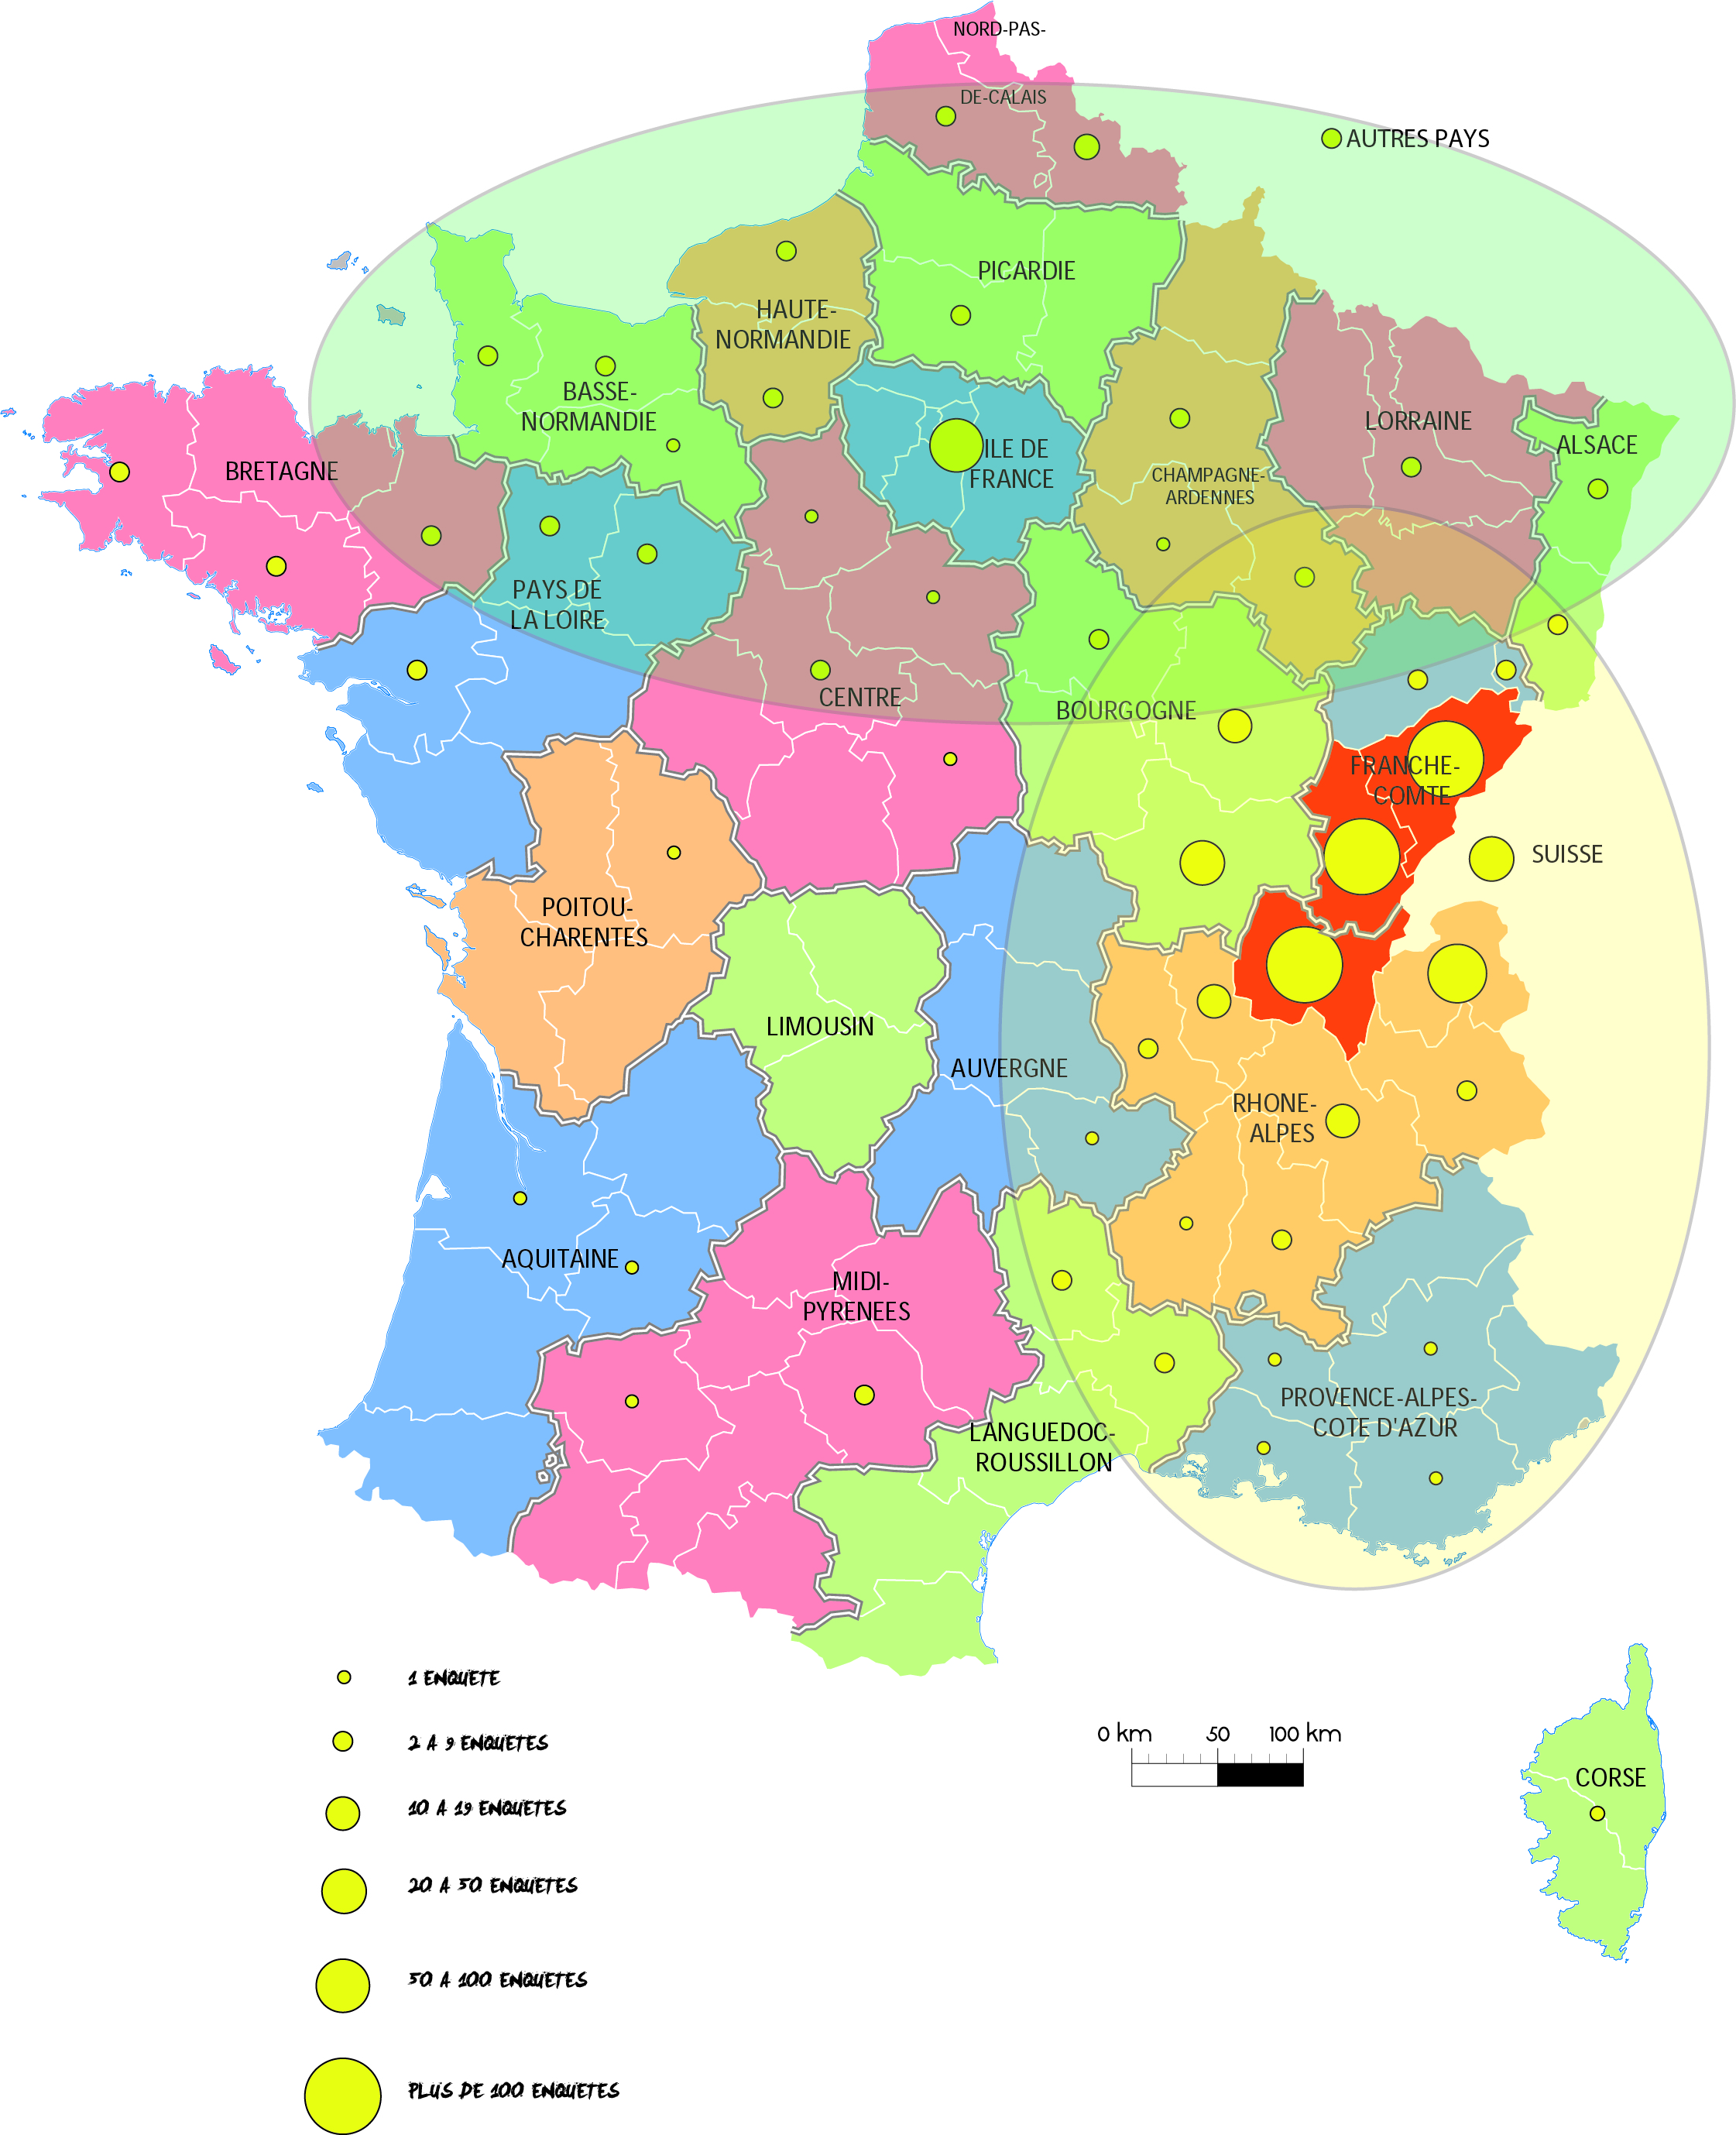 NORD-PAS-
DE-CALAIS
AUTRES PAYS
PICARDIE
HAUTE-
NORMANDIE
BASSE-
NORMANDIE
LORRAINE
ALSACE
ILE DE
FRANCE
BRETAGNE
CHAMPAGNE-
ARDENNES
PAYS DE
LA LOIRE
CENTRE
BOURGOGNE
FRANCHE-
COMTE
SUISSE
POITOU-
CHARENTES
LIMOUSIN
AUVERGNE
RHONE-
ALPES
AQUITAINE
MIDI-
PYRENEES
PROVENCE-ALPES-
COTE D'AZUR
LANGUEDOC-
ROUSSILLON
1 ENQUETE
2 A 9 ENQUETES
10 A 19 ENQUETES
20 A 50 ENQUETES
50 A 100 ENQUETES
PLUS DE 100 ENQUETES
0 km 50 100 km
CORSE